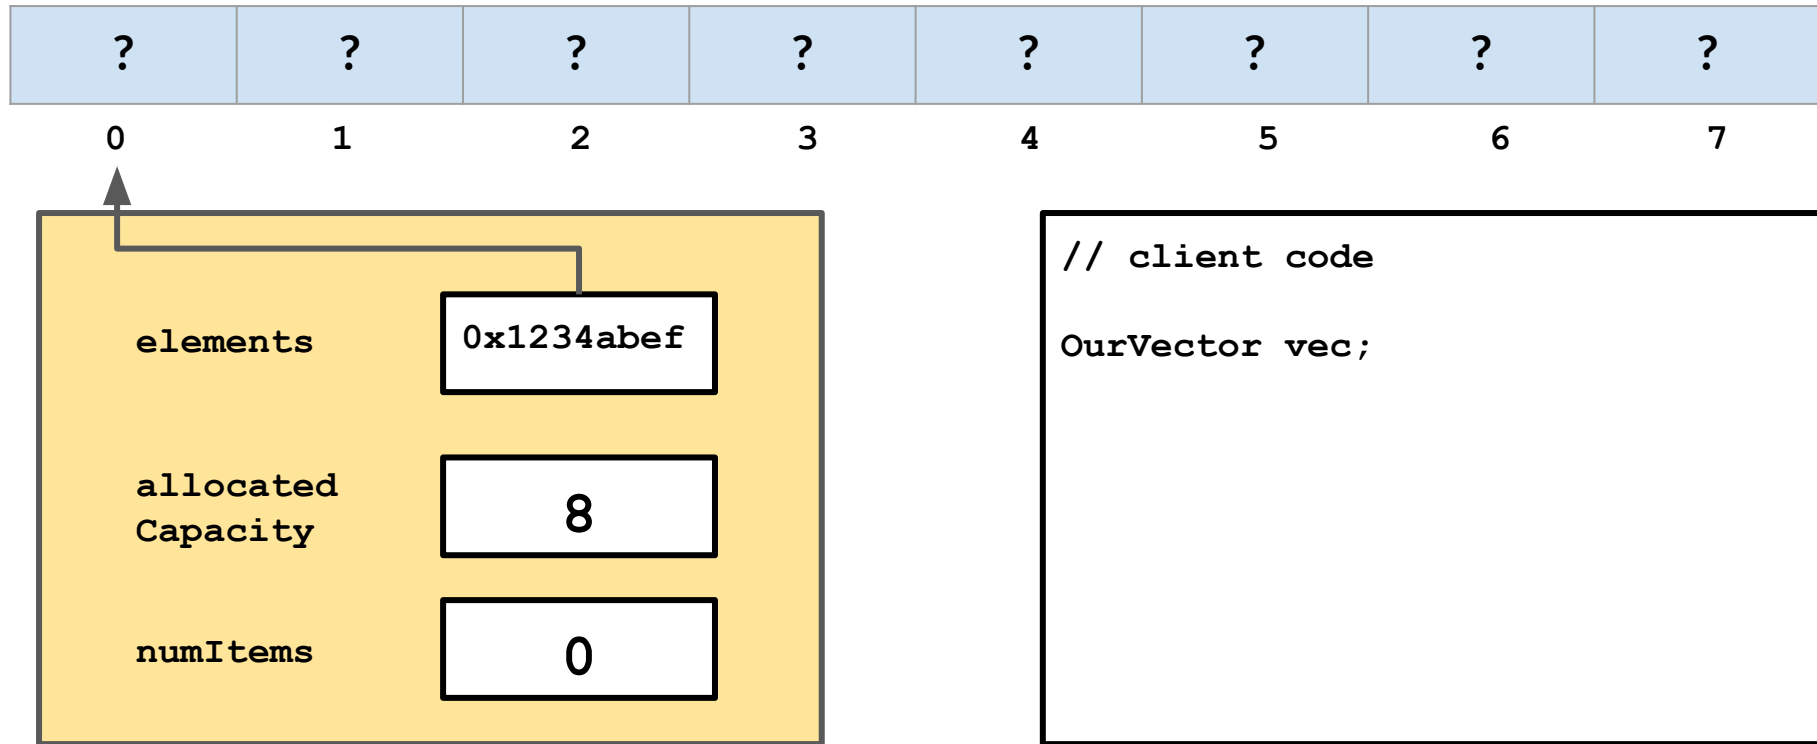 ? ? ? ? ? ? ? ?
0 1 2 3 4 5 6 7
elements 0x1234abef
allocated
Capacity 8
numItems 0
// client code
OurVector vec;